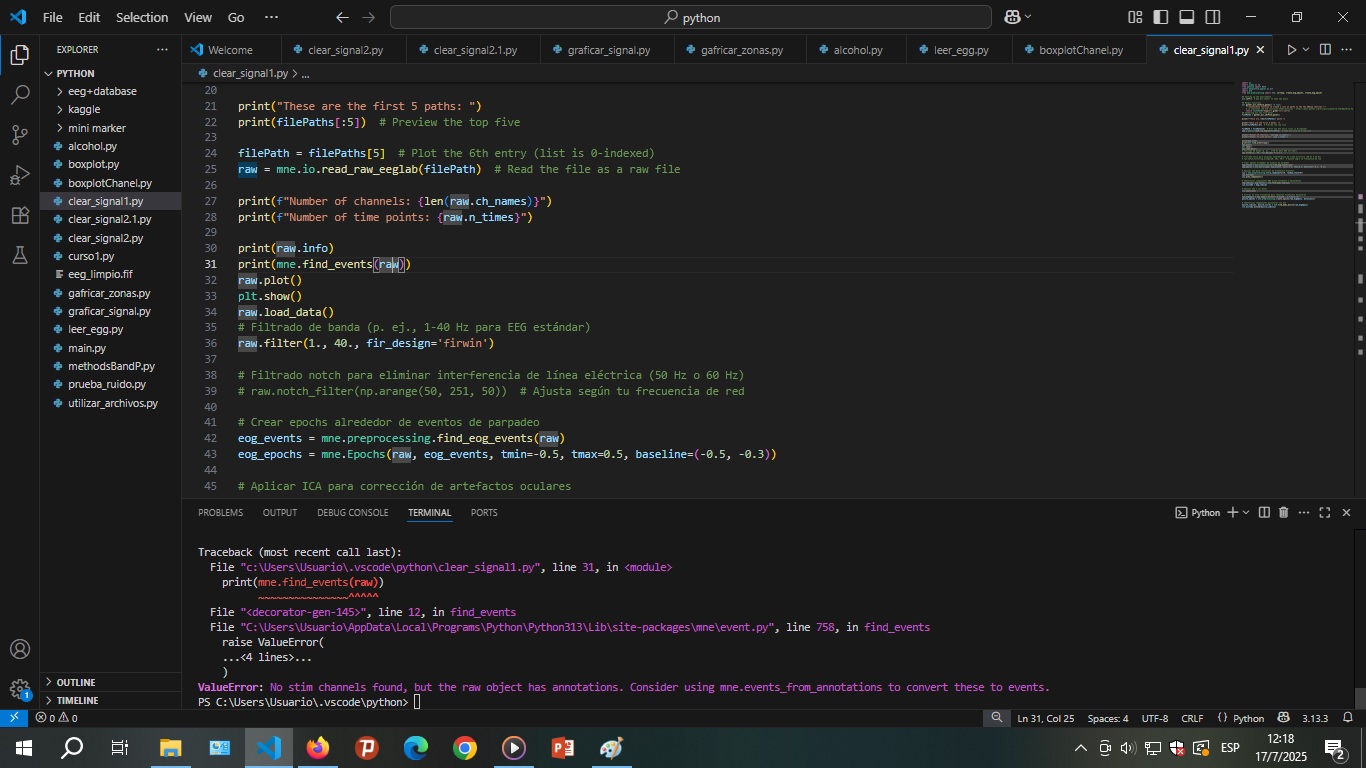 File Edit Selection View Go ··· python
EXPLORER ···
Welcome clear_signal2.py clear_signal2.1.py graficar_signal.py gafricar_zonas.py alcohol.py leer_egg.py boxplotChanel.py clear_signal1.py
clear_signal1.py > ...
PYTHON
eeg+database
kaggle
mini marker
alcohol.py
boxplot.py
boxplotChanel.py
clear_signal1.py
clear_signal2.1.py
clear_signal2.py
curso1.py
eeg_limpio.fif
gafricar_zonas.py
graficar_signal.py
leer_egg.py
main.py
methodsBandP.py
prueba_ruido.py
utilizar_archivos.py
OUTLINE
TIMELINE
20
21 print("These are the first 5 paths: ")
22 print(filePaths[:5])  # Preview the top five
23
24 filePath = filePaths[5]  # Plot the 6th entry (list is 0-indexed)
25 raw = mne.io.read_raw_eeglab(filePath)  # Read the file as a raw file
26
27 print(f"Number of channels: {len(raw.ch_names)}")
28 print(f"Number of time points: {raw.n_times}")
29
30 print(raw.info)
31 print(mne.find_events(raw))
32 raw.plot()
33 plt.show()
34 raw.load_data()
35 # Filtrado de banda (p. ej., 1-40 Hz para EEG estándar)
36 raw.filter(1., 40., fir_design='firwin')
37
38 # Filtrado notch para eliminar interferencia de línea eléctrica (50 Hz o 60 Hz)
39 # raw.notch_filter(np.arange(50, 251, 50))  # Ajusta según tu frecuencia de red
40
41 # Crear epochs alrededor de eventos de parpadeo
42 eog_events = mne.preprocessing.find_eog_events(raw)
43 eog_epochs = mne.Epochs(raw, eog_events, tmin=-0.5, tmax=0.5, baseline=(-0.5, -0.3))
44
45 # Aplicar ICA para corrección de artefactos oculares
PROBLEMS OUTPUT DEBUG CONSOLE TERMINAL PORTS Python
Traceback (most recent call last):
File "c:\Users\Usuario\.vscode\python\clear_signal1.py", line 31, in <module>
print(mne.find_events(raw))
~~~~~~~~~~~~~~~^^^^^
File "<decorator-gen-145>", line 12, in find_events
File "C:\Users\Usuario\AppData\Local\Programs\Python\Python313\Lib\site-packages\mne\event.py", line 758, in find_events
raise ValueError(
...<4 lines>...
)
ValueError: No stim channels found, but the raw object has annotations. Consider using mne.events_from_annotations to convert these to events.
PS C:\Users\Usuario\.vscode\python>
1
0 0 Ln 31, Col 25 Spaces: 4 UTF-8 CRLF {} Python 3.13.3
ESP 12:18
17/7/2025
2